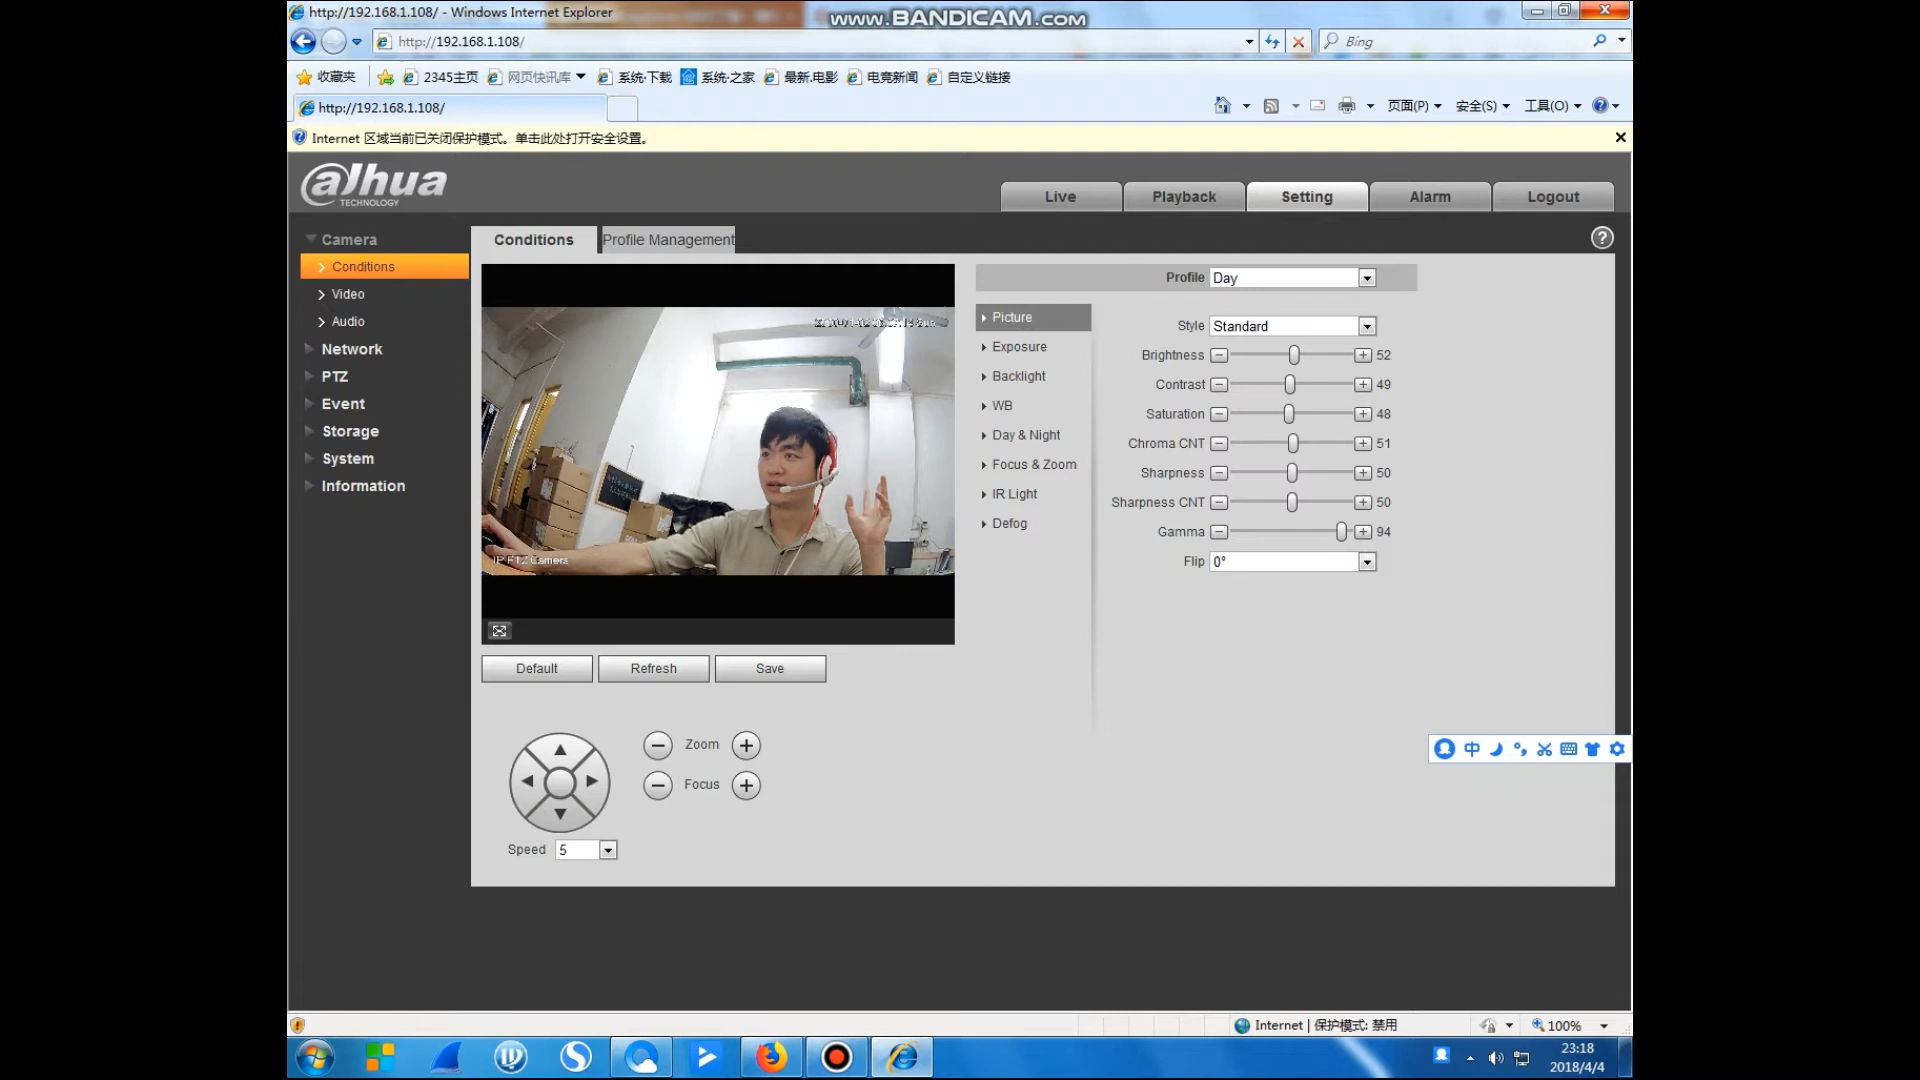 http://192.168.1.108/ - Windows Internet Explorer
www.BANDICAM.com
http://192.168.1.108/
Bing
收藏夹
2345主页
网页快讯库
系统·下载
系统·之家
最新.电影
电竞新闻
自定义链接
http://192.168.1.108/
页面(P)
安全(S)
工具(O)
Internet 区域当前已关闭保护模式。单击此处打开安全设置。
alhua
TECHNOLOGY
Live
Playback
Setting
Alarm
Logout
Camera
Conditions
Video
Audio
Network
PTZ
Event
Storage
System
Information
Conditions
Profile Management
IP PTZ Camera
Default
Refresh
Save
Zoom
Focus
Speed 5
Profile Day
Picture
Exposure
Backlight
WB
Day & Night
Focus & Zoom
IR Light
Defog
Style Standard
Brightness 52
Contrast 49
Saturation 48
Chroma CNT 51
Sharpness 50
Sharpness CNT 50
Gamma 94
Flip 0°
中
Internet | 保护模式: 禁用
100%
23:18
2018/4/4